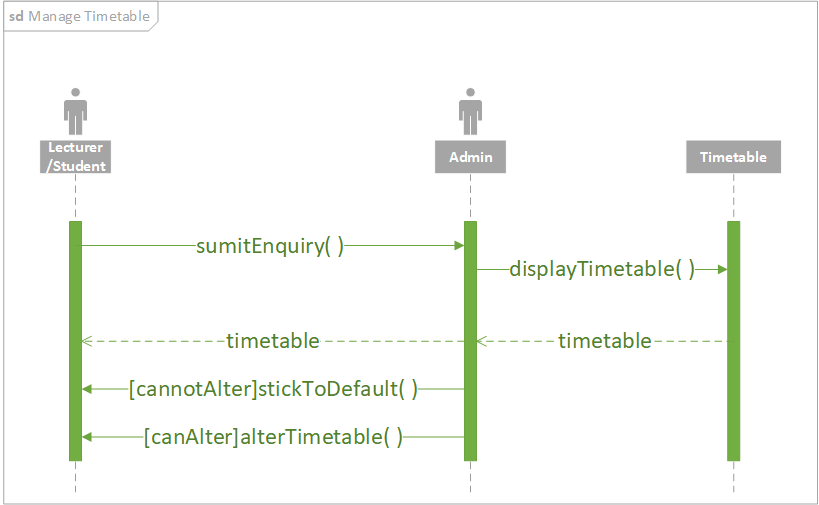 sd Manage Timetable
Lecturer
/Student
Admin
Timetable
sumitEnquiry( )
displayTimetable( )
timetable
timetable
[cannotAlter]stickToDefault( )
[canAlter]alterTimetable( )